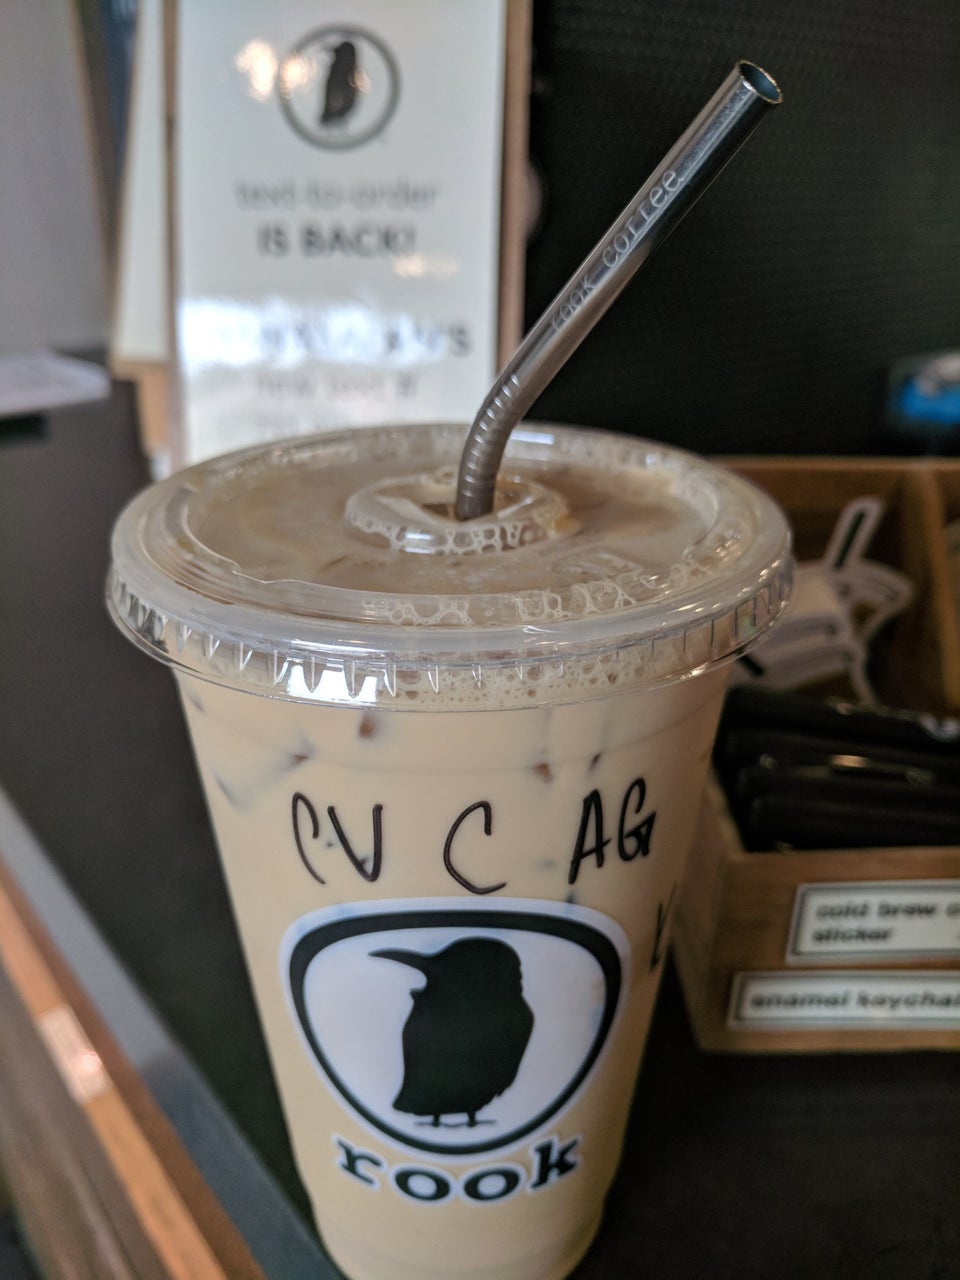 text to order
IS BACK!
rook coffee
CV C AG
rook
cold brew
sticker
enamel keychai